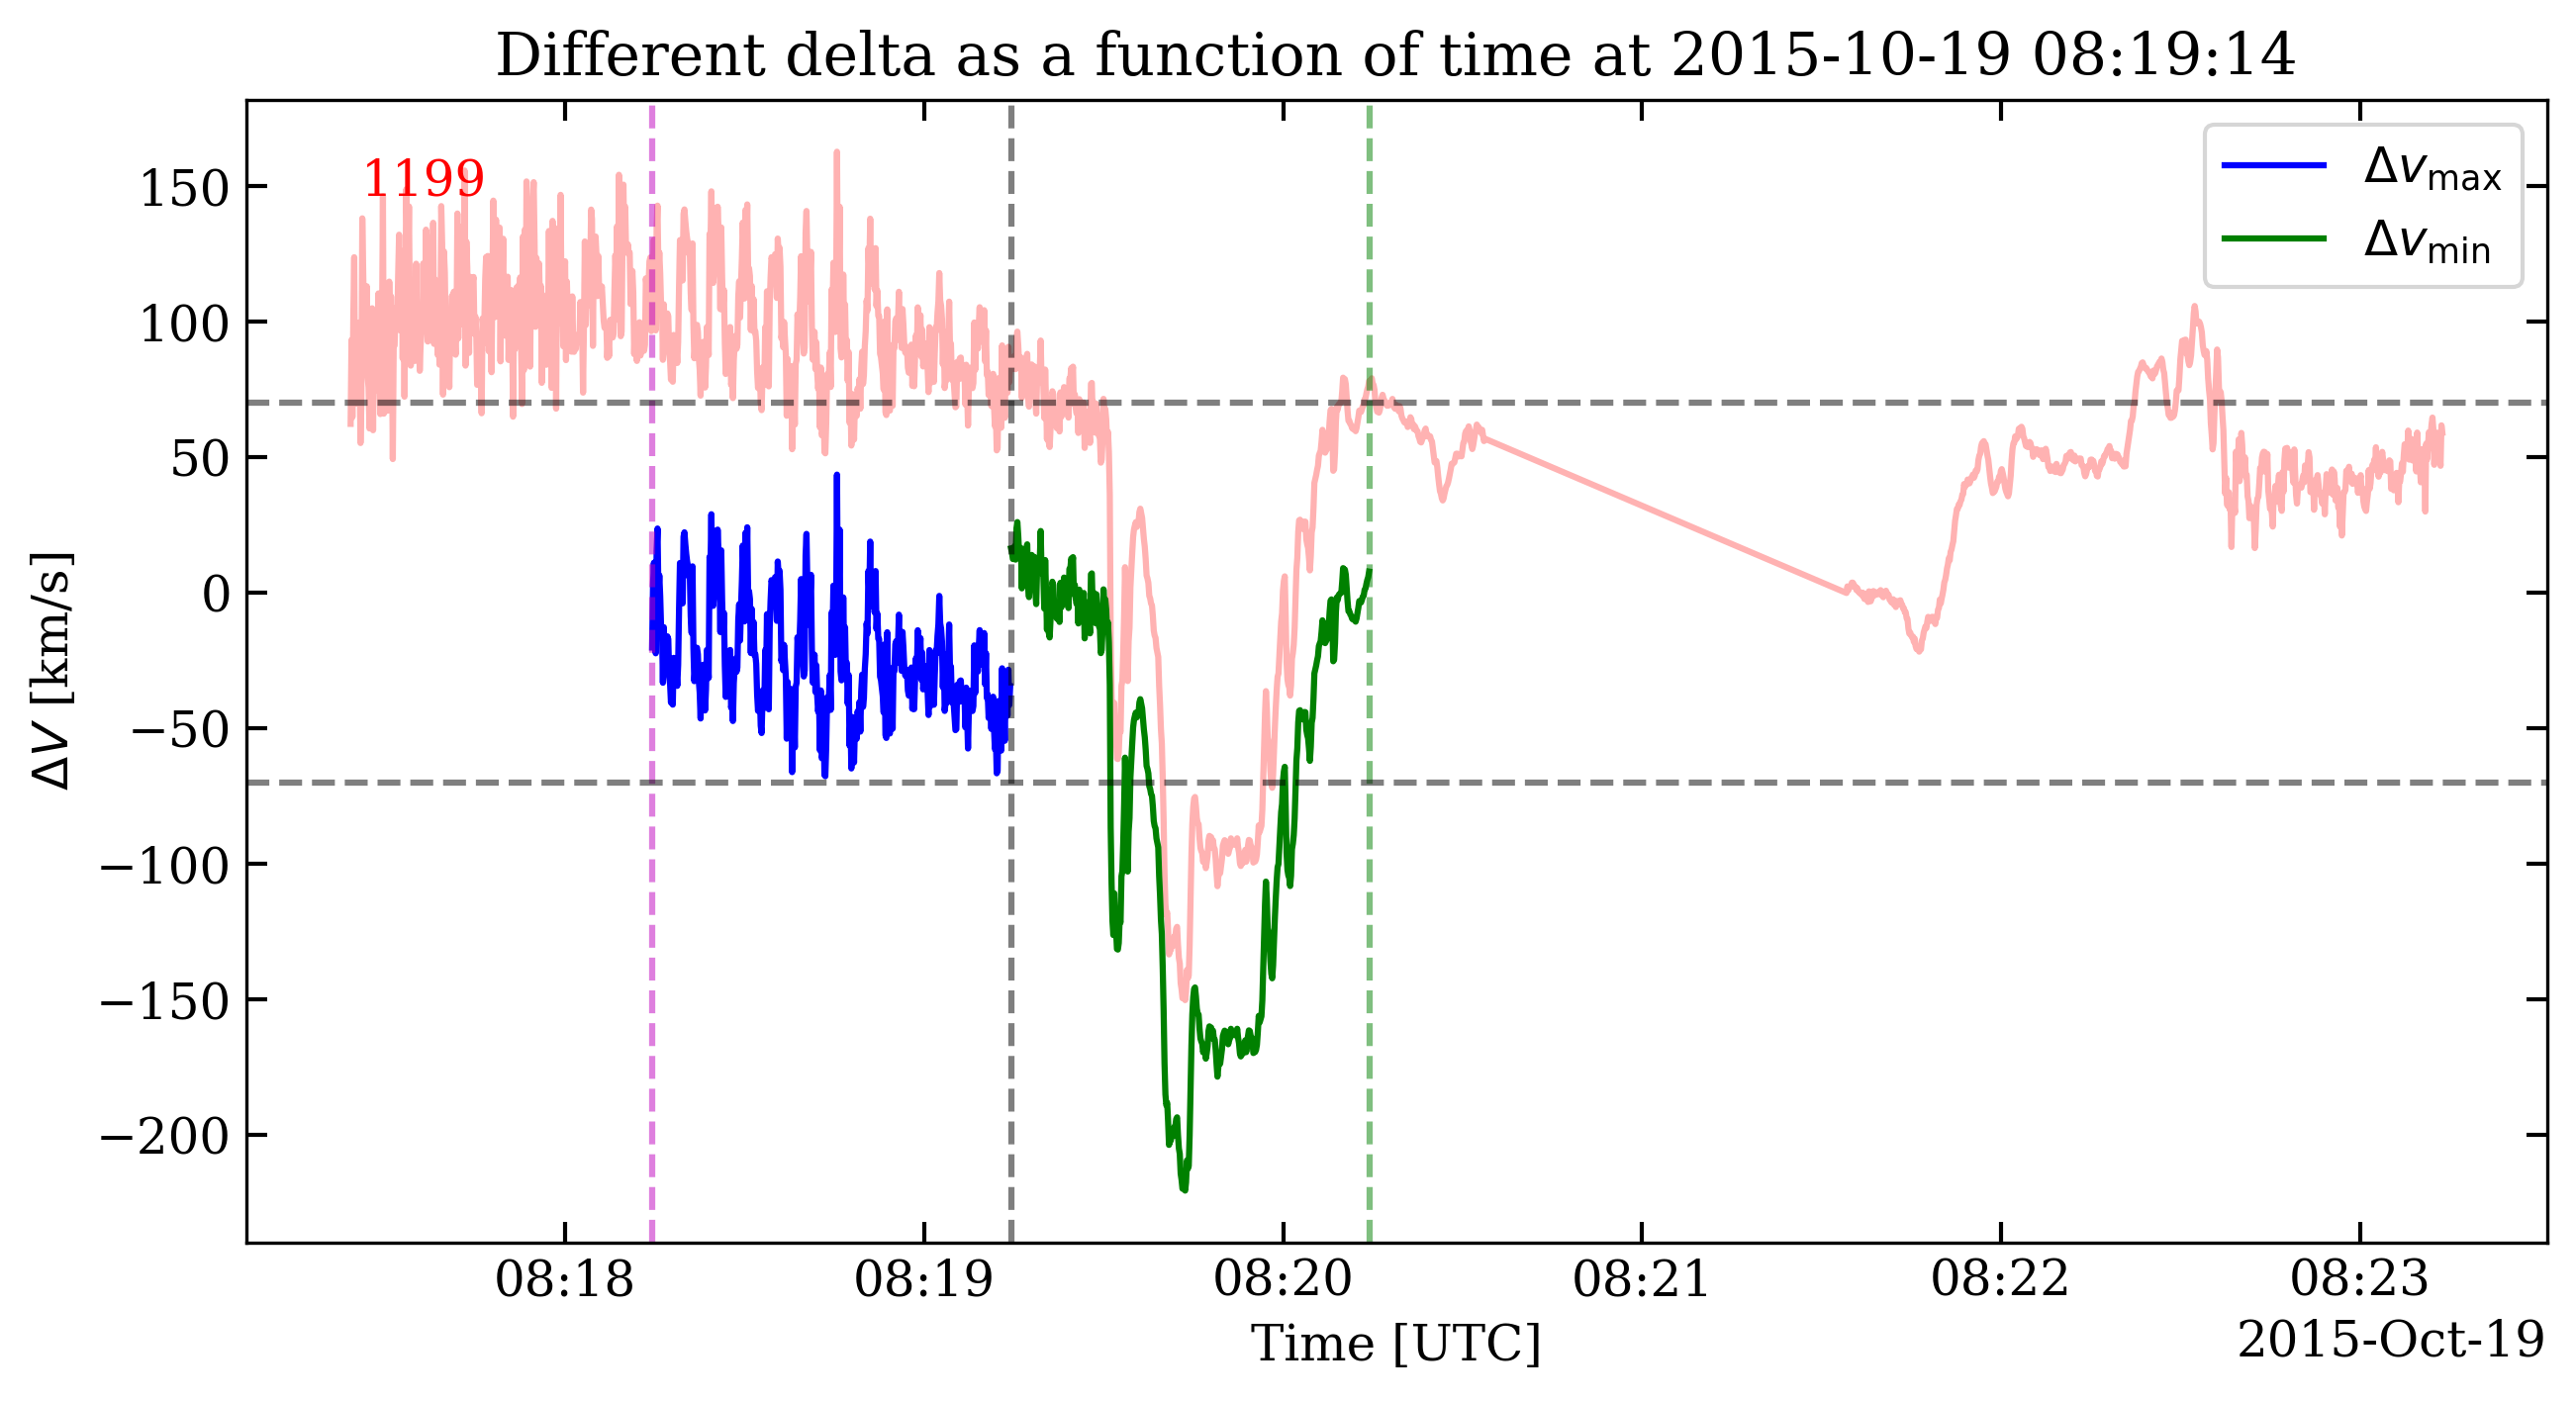 Different delta as a function of time at 2015-10-19 08:19:14
1199
Δv_max
Δv_min
150
100
50
0
−50
−100
−150
−200
ΔV [km/s]
08:18 08:19 08:20 08:21 08:22 08:23
Time [UTC]
2015-Oct-19